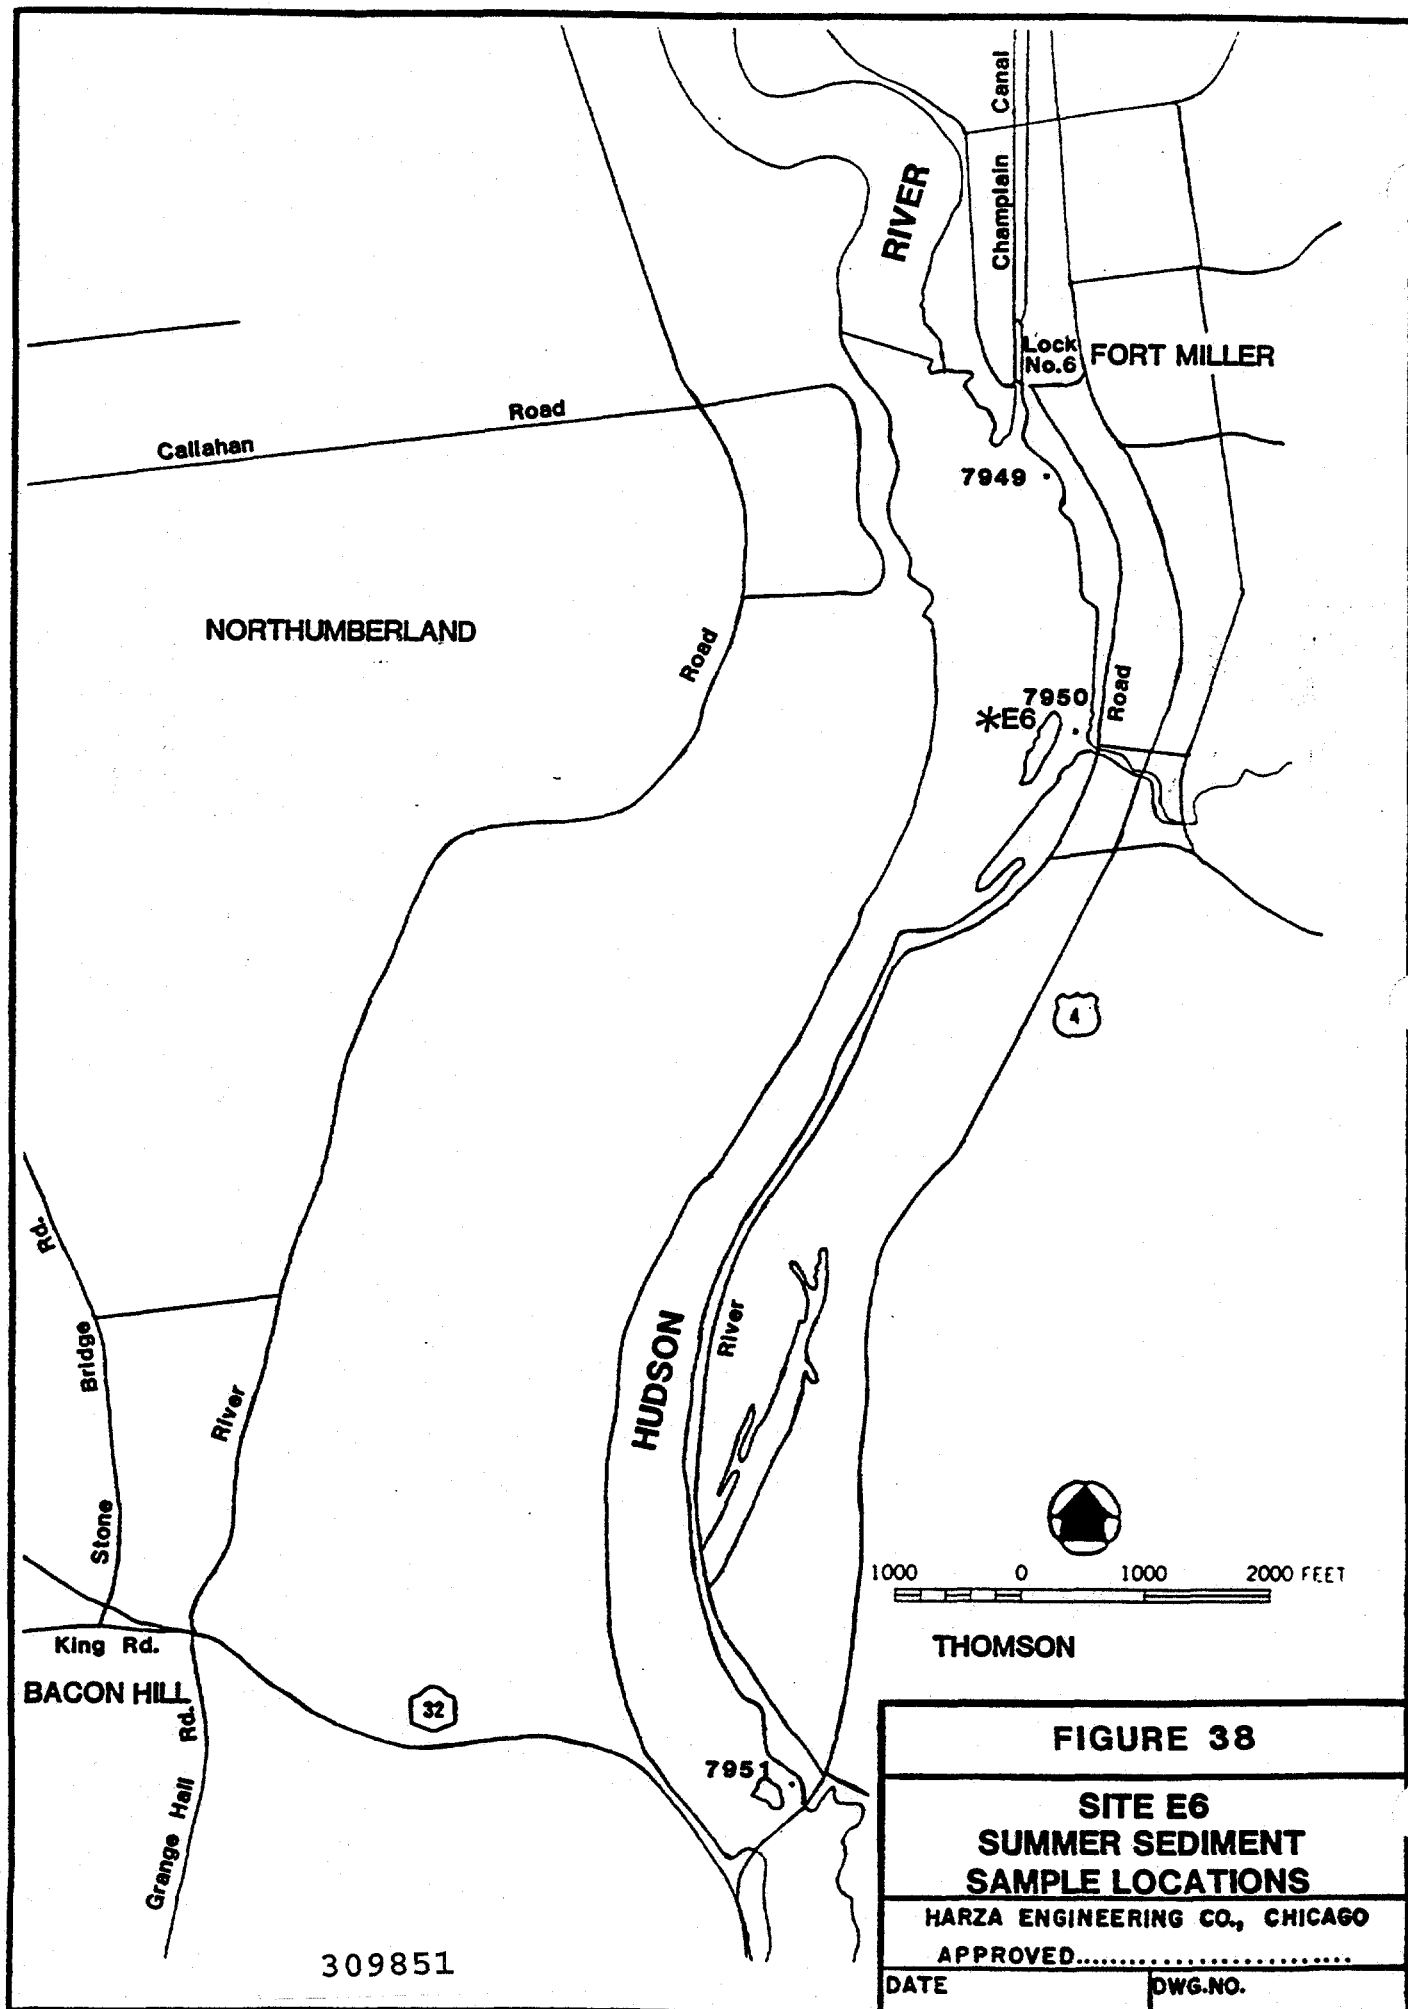 Champlain Canal
RIVER
Lock
No.6
FORT MILLER
Callahan Road
7949
NORTHUMBERLAND
Road
7950
E6
Road
4
Rd.
Bridge
Stone
River
HUDSON
River
1000 0 1000 2000 FEET
King Rd.
THOMSON
BACON HILL
32
Grange Hall Rd.
7951
FIGURE 38
SITE E6
SUMMER SEDIMENT
SAMPLE LOCATIONS
HARZA ENGINEERING CO., CHICAGO
APPROVED..........................
DATE DWG.NO.
309851